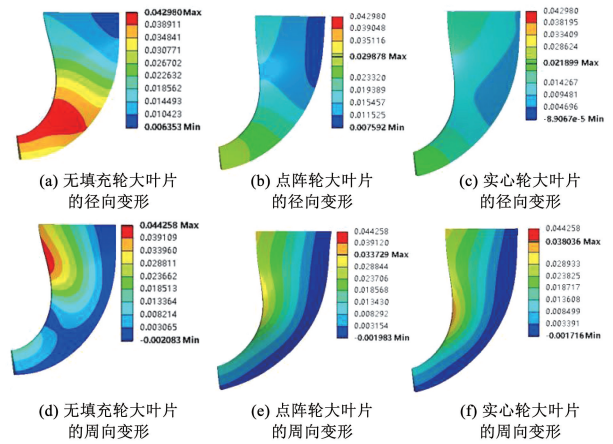 0.042980 Max
0.038911
0.034841
0.030771
0.026702
0.022632
0.018562
0.014493
0.010423
0.006353 Min
0.042980
0.039048
0.035116
0.029878 Max
0.023320
0.019389
0.015457
0.011525
0.007592 Min
0.042980
0.038195
0.033409
0.028624
0.021899 Max
0.014267
0.009481
0.004696
-8.9067e-5 Min
(a) 无填充轮大叶片
的径向变形
(b) 点阵轮大叶片
的径向变形
(c) 实心轮大叶片
的径向变形
0.044258 Max
0.039109
0.033960
0.028811
0.023662
0.018513
0.013364
0.008214
0.003065
-0.002083 Min
0.044258
0.039120
0.033729 Max
0.028844
0.023706
0.018568
0.013430
0.008292
0.003154
-0.001983 Min
0.044258
0.038036 Max
0.028933
0.023825
0.018717
0.013608
0.008499
0.003391
-0.001716 Min
(d) 无填充轮大叶片
的周向变形
(e) 点阵轮大叶片
的周向变形
(f) 实心轮大叶片
的周向变形